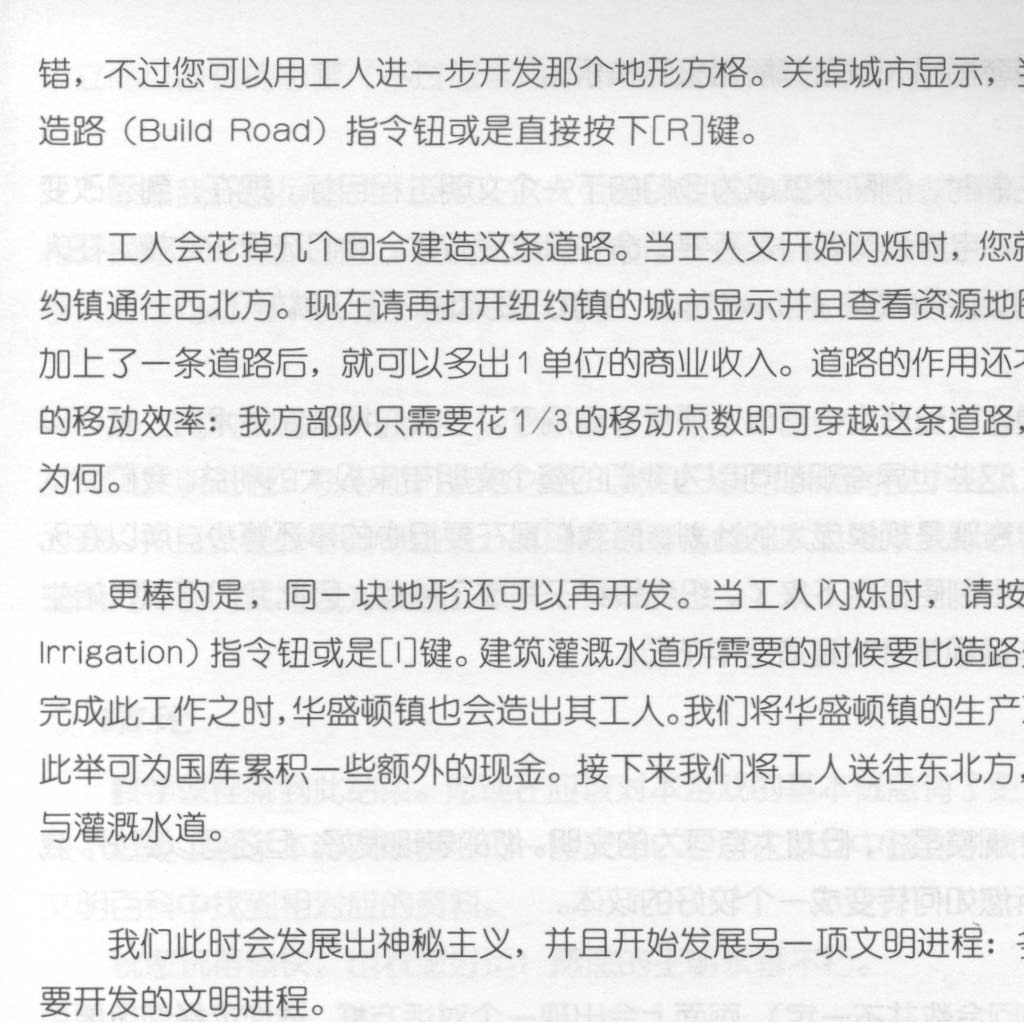 错，不过您可以用工人进一步开发那个地形方格。关掉城市显示，
造路（Build Road）指令钮或是直接按下[R]键。
工人会花掉几个回合建造这条道路。当工人又开始闪烁时，您就
约镇通往西北方。现在请再打开纽约镇的城市显示并且查看资源地
加上了一条道路后，就可以多出1单位的商业收入。道路的作用还不
的移动效率；我方部队只需要花1/3的移动点数即可穿越这条道路，
为何。
更棒的是，同一块地形还可以再开发。当工人闪烁时，请按
Irrigation）指令钮或是[I]键。建筑灌溉水道所需要的时候要比造路
完成此工作之时，华盛顿镇也会造出其工人。我们将华盛顿镇的生产
此举可为国库累积一些额外的现金。接下来我们将工人送往东北方，
与灌溉水道。
我们此时会发展出神秘主义，并且开始发展另一项文明进程：
要开发的文明进程。